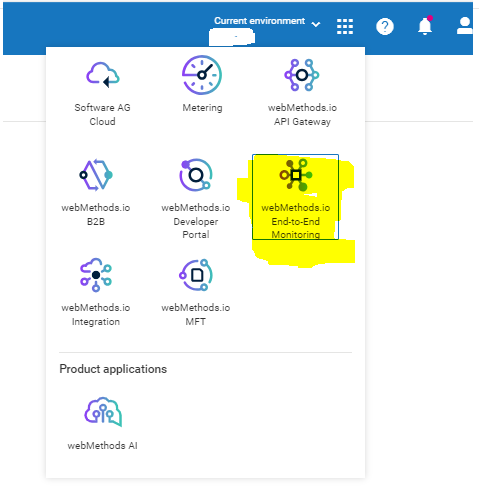 Current environment
Software AG
Cloud
Metering
webMethods.io
API Gateway
webMethods.io
B2B
webMethods.io
Developer
Portal
webMethods.io
End-to-End
Monitoring
webMethods.io
Integration
webMethods.io
MFT
Product applications
webMethods AI